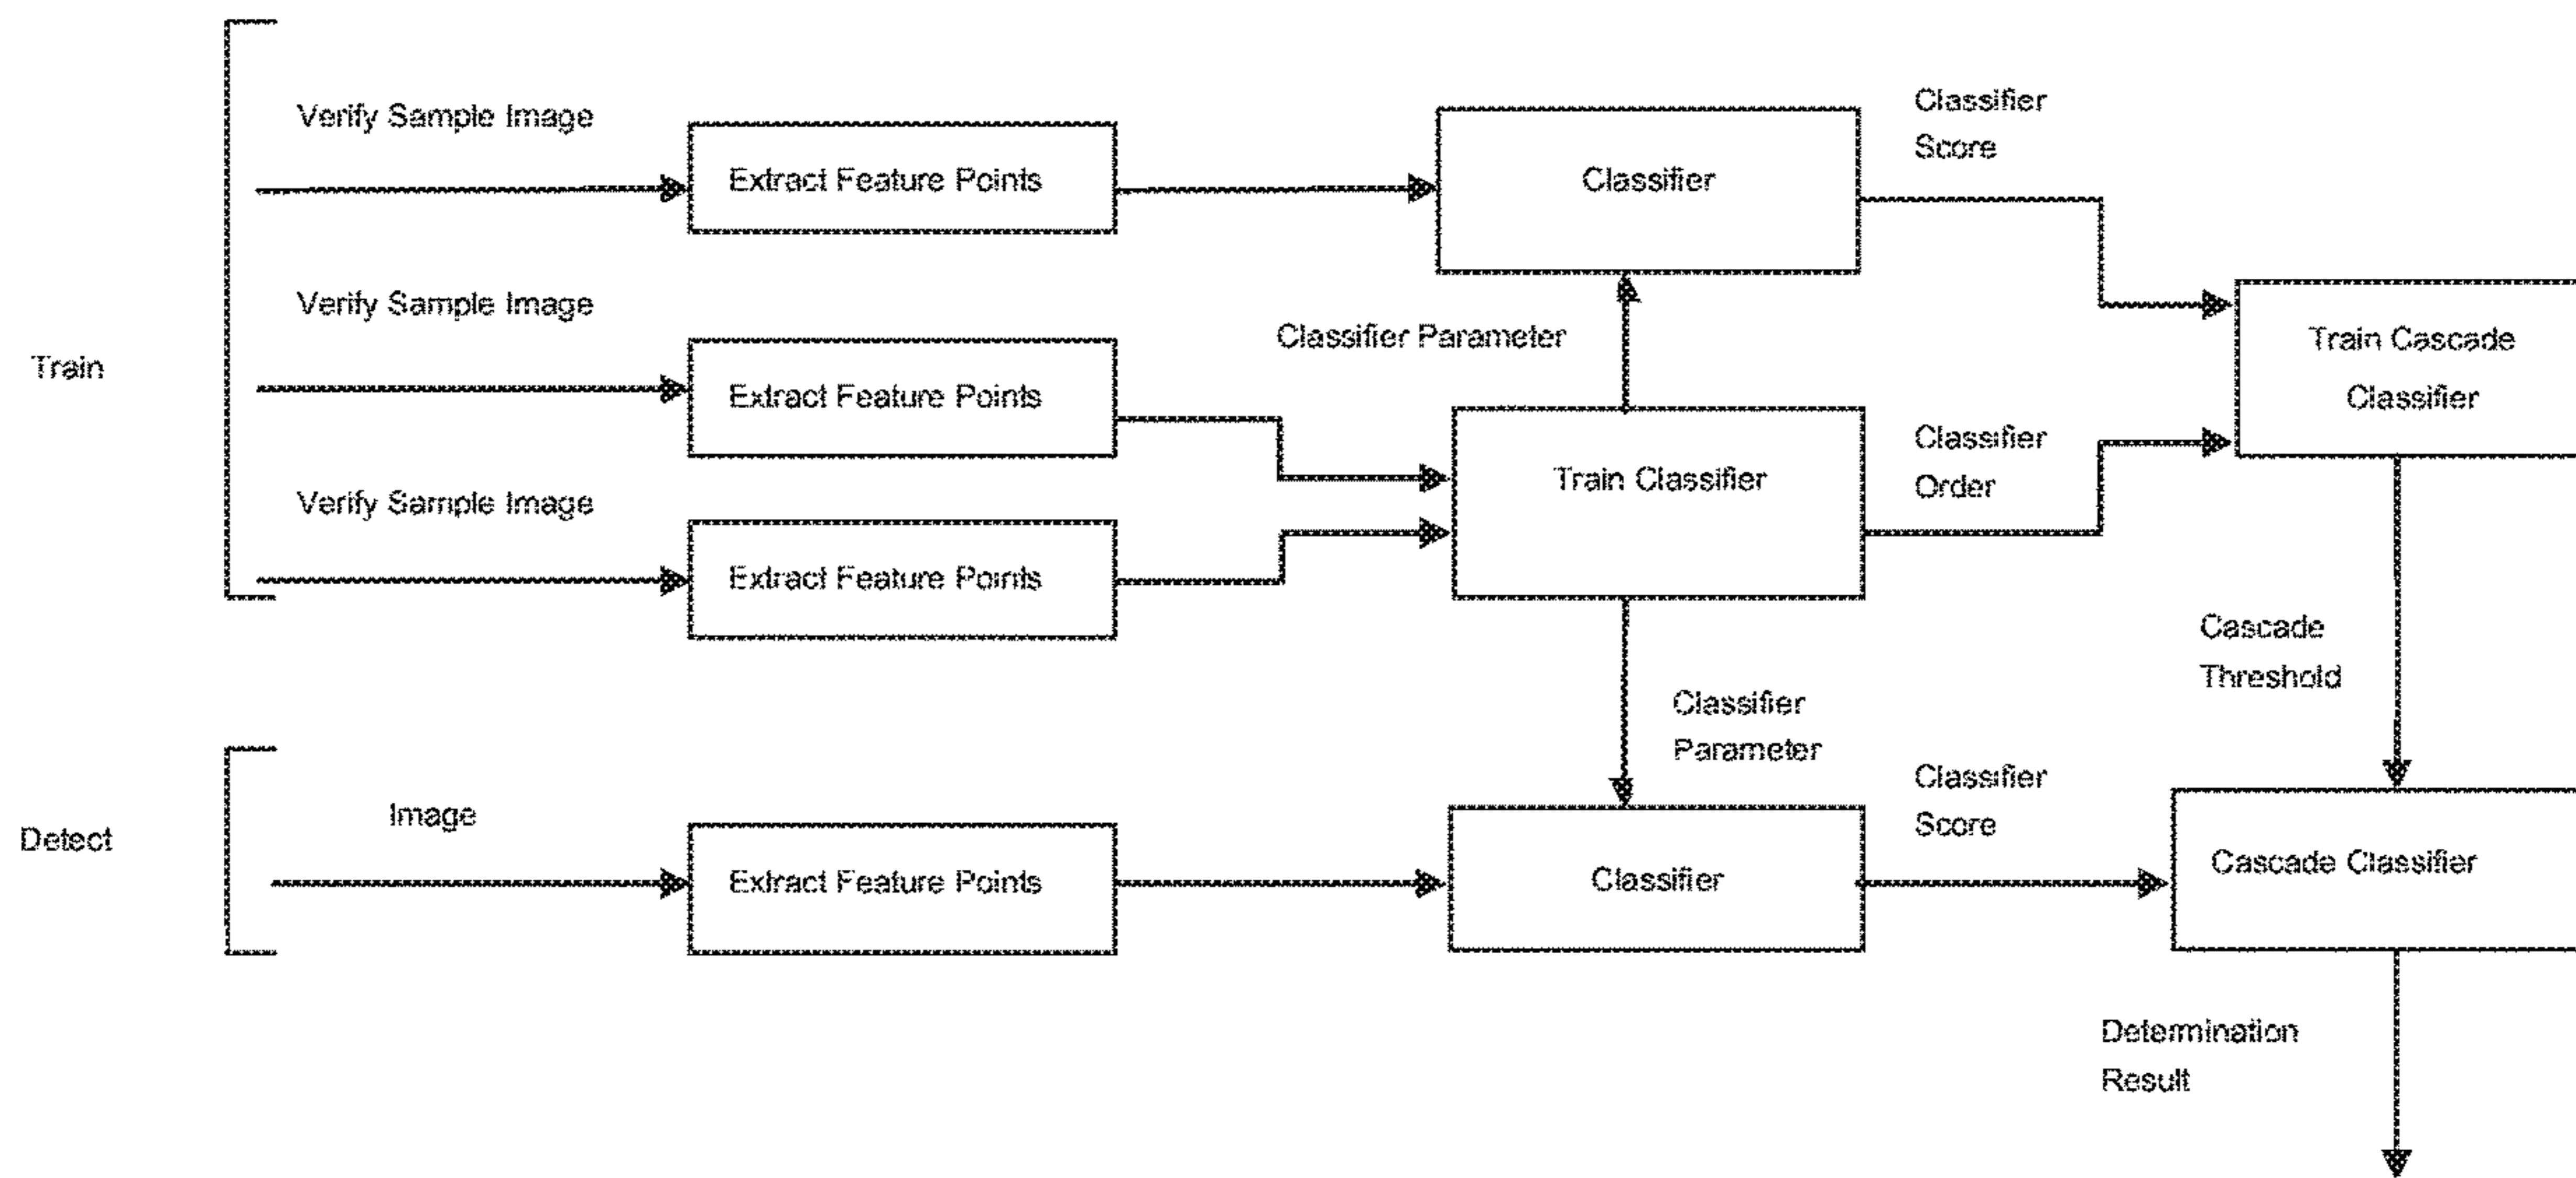 Verify Sample Image
Extract Feature Points
Classifier
Classifier
Score
Verify Sample Image
Extract Feature Points
Classifier Parameter
Train Cascade
Classifier
Train
Verify Sample Image
Extract Feature Points
Train Classifier
Classifier
Order
Cascade
Threshold
Classifier
Parameter
Detect
Image
Extract Feature Points
Classifier
Classifier
Score
Cascade Classifier
Determination
Result